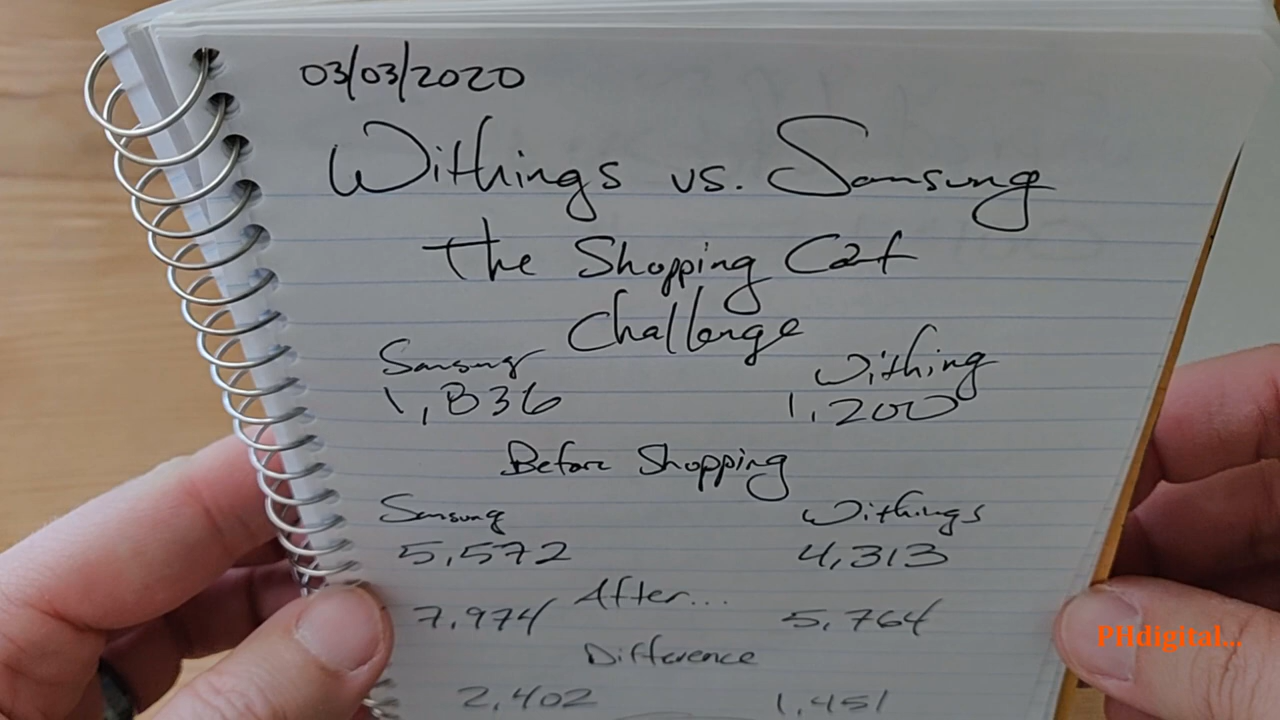 03/03/2020
Withings vs. Samsung
The Shopping Cart
Challenge
Samsung Withing
1,836 1,200
Before Shopping
Samsung Withings
5,572 4,313
After...
7,974 5,764
Difference
2,402 1,451
PHdigital...